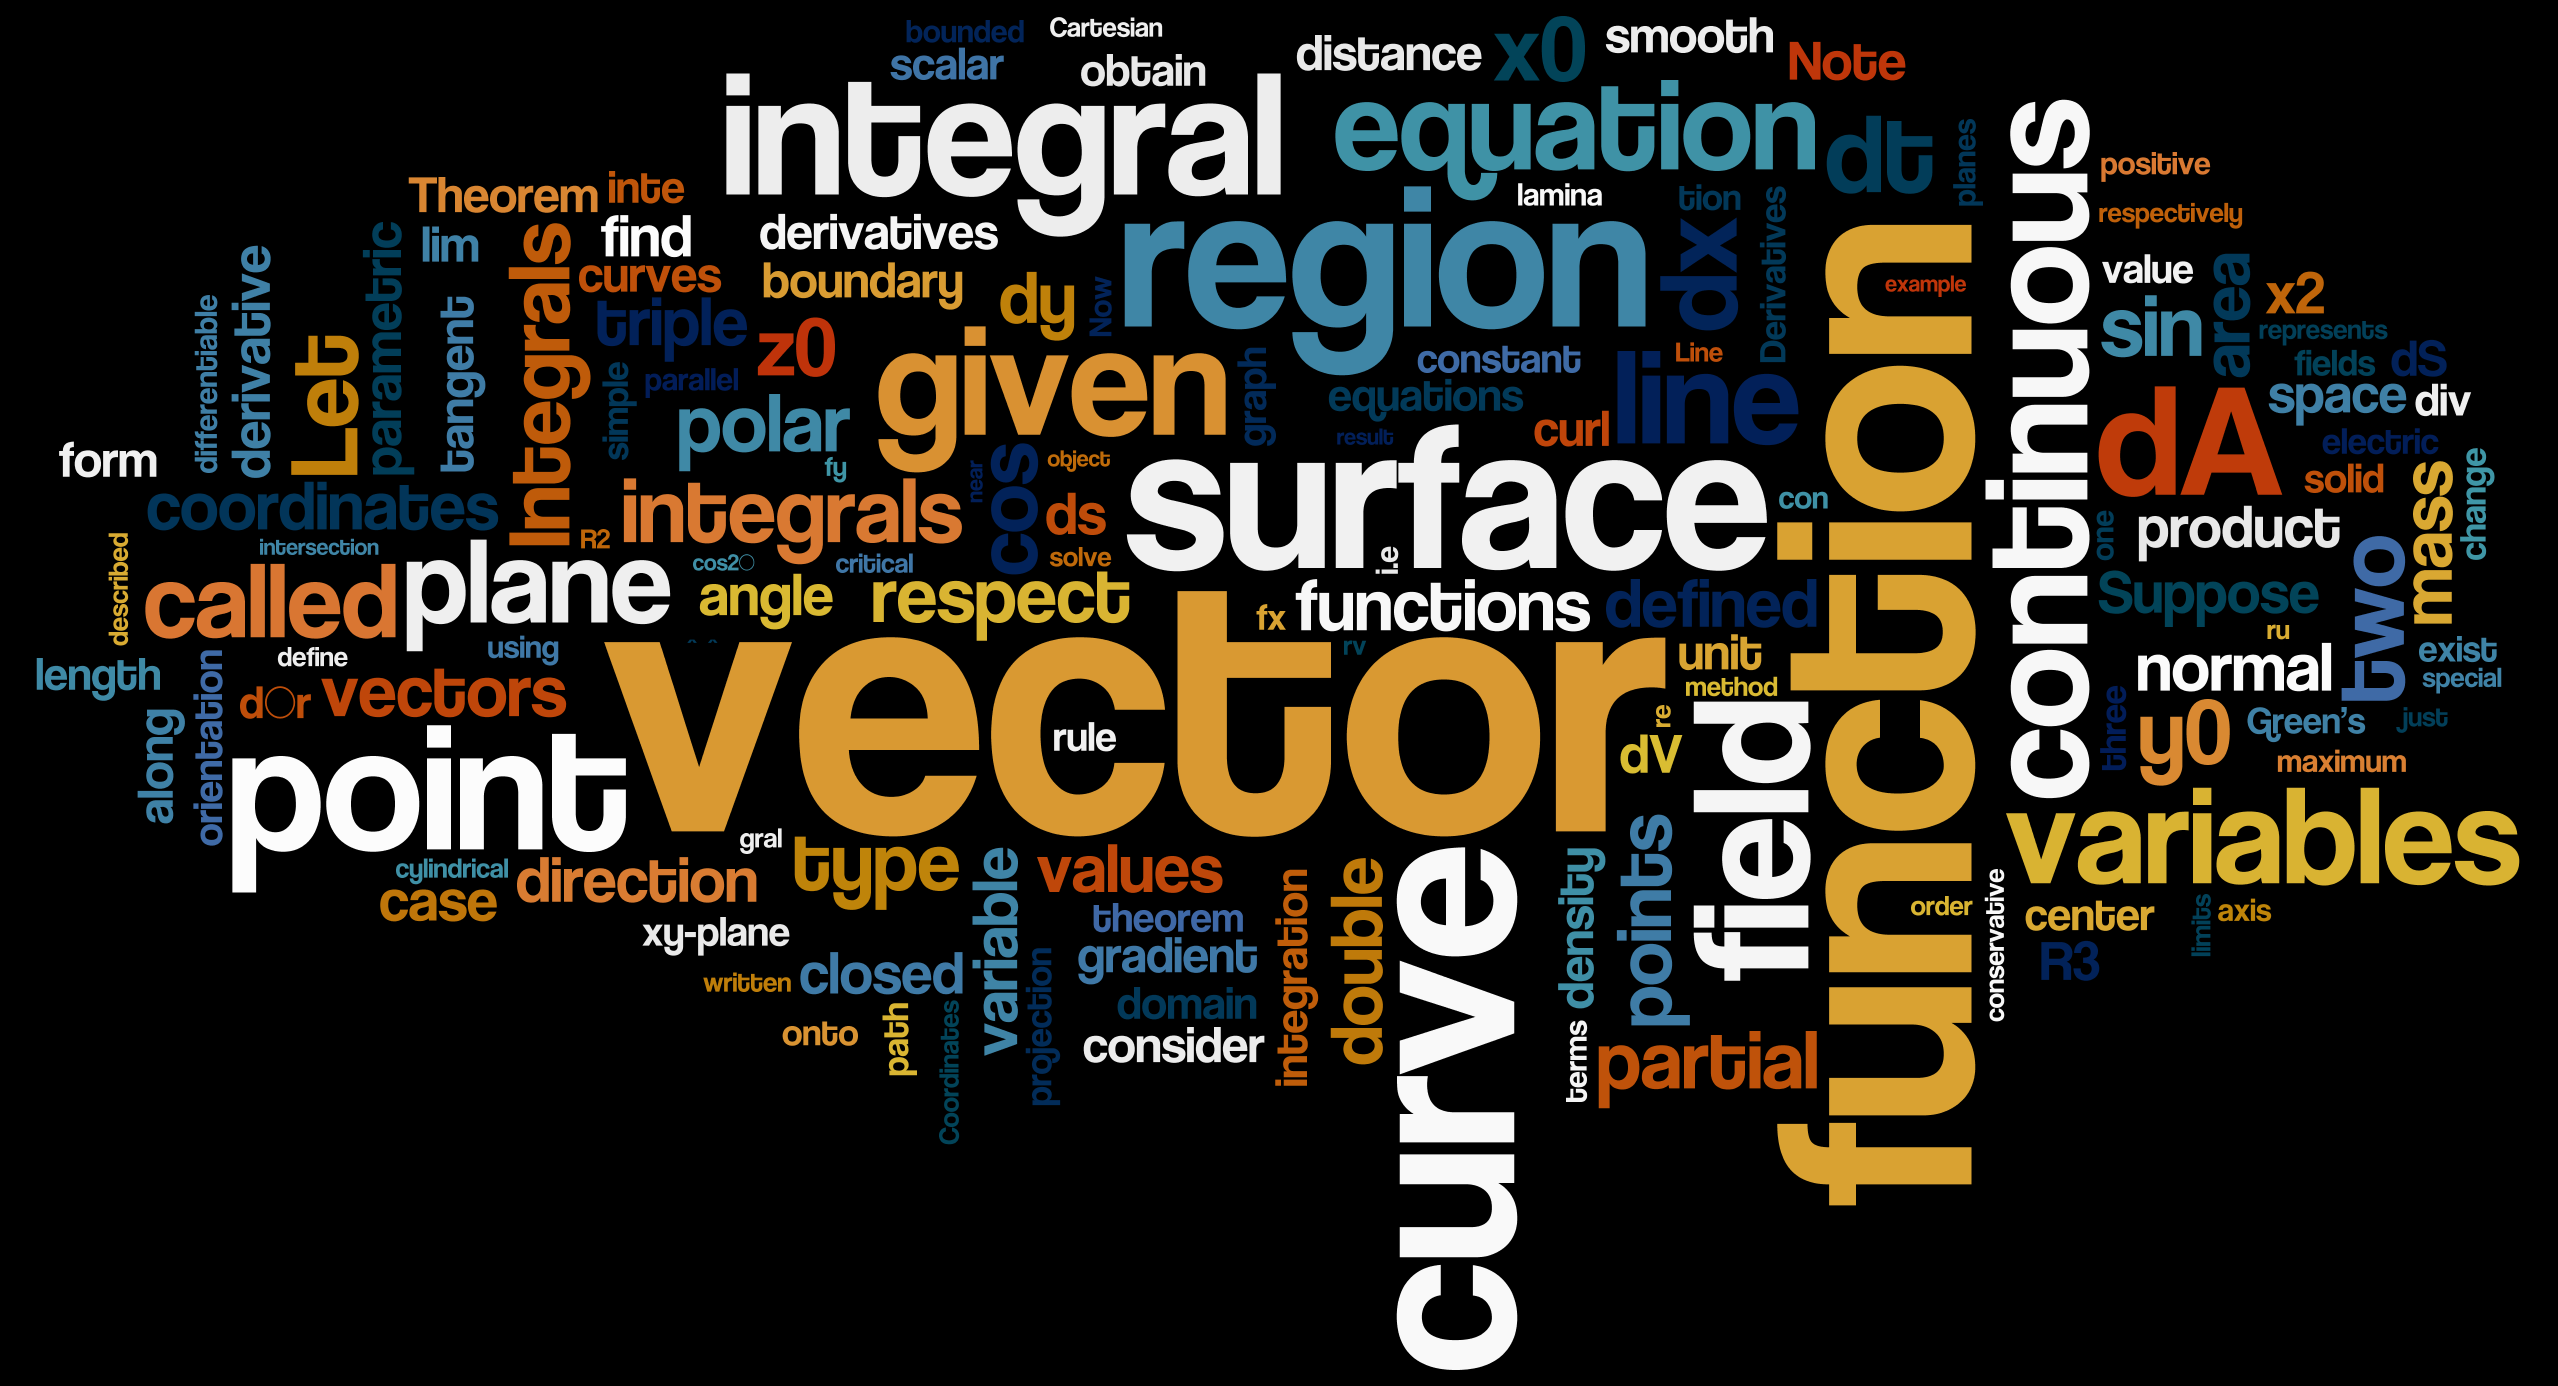 bounded
Cartesian
scalar
obtain
distance
x0
smooth
Note
integral
equation
dt
planes
continuous
positive
Theorem
inte
lamina
tion
Derivatives
respectively
find
derivatives
region
dx
function
example
value
area
x2
lim
parametric
Integrals
curves
boundary
dy
Now
sin
represents
differentiable
derivative
Let
tangent
triple
z0
given
graph
constant
Line
line
fields
dS
simple
parallel
polar
equations
dA
space
div
form
fy
cos
near
object
result
curl
surface
electric
solid
mass
change
coordinates
integrals
ds
con
one
product
intersection
R2
cos2○
critical
solve
i.e
two
described
called
plane
angle
respect
fx
functions
defined
Suppose
ru
length
define
using
vector
rv
unit
method
normal
exist
special
along
orientation
d○r
vectors
rule
re
dV
field
three
y0
Green's
just
maximum
point
gral
type
variable
values
curve
density
points
variables
cylindrical
case
direction
theorem
integration
double
order
conservative
center
limits
axis
xy-plane
gradient
R3
written
closed
projection
domain
onto
path
Coordinates
consider
terms
partial